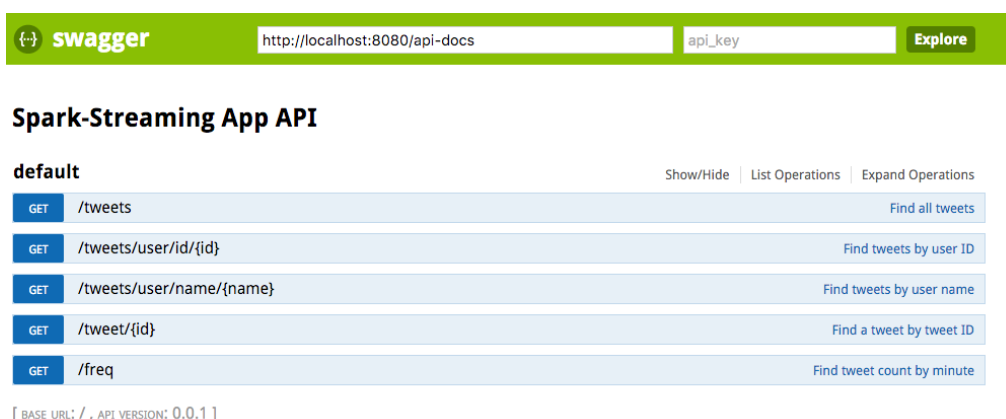 {...} swagger http://localhost:8080/api-docs api_key Explore
Spark-Streaming App API
default Show/Hide List Operations Expand Operations
GET /tweets Find all tweets
GET /tweets/user/id/{id} Find tweets by user ID
GET /tweets/user/name/{name} Find tweets by user name
GET /tweet/{id} Find a tweet by tweet ID
GET /freq Find tweet count by minute
[ BASE URL: / , API VERSION: 0.0.1 ]